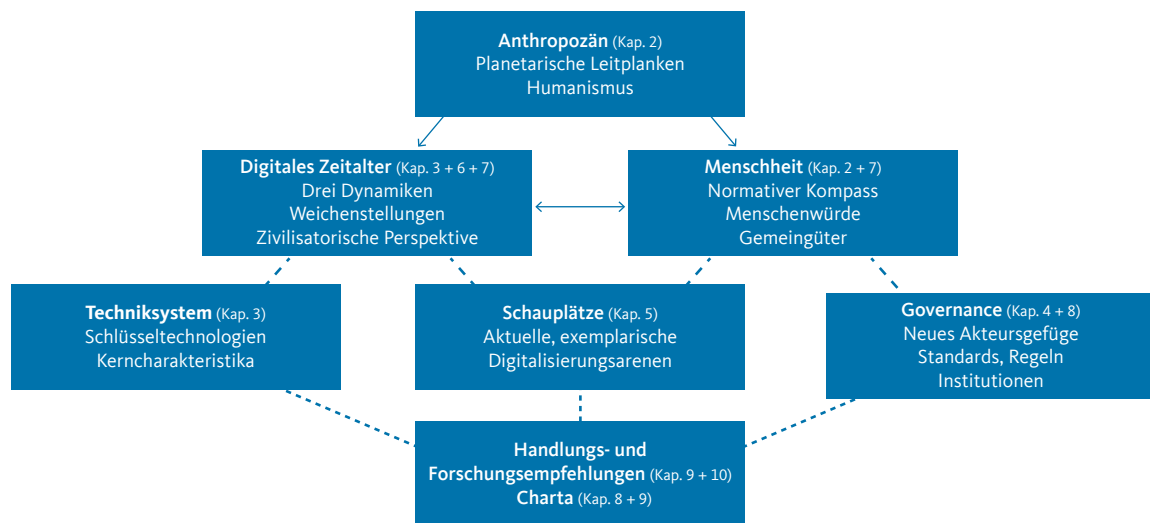 Anthropozän (Kap. 2)
Planetarische Leitplanken
Humanismus
Digitales Zeitalter (Kap. 3 + 6 + 7)
Drei Dynamiken
Weichenstellungen
Zivilisatorische Perspektive
Menschheit (Kap. 2 + 7)
Normativer Kompass
Menschenwürde
Gemeingüter
Techniksystem (Kap. 3)
Schlüsseltechnologien
Kerncharakteristika
Schauplätze (Kap. 5)
Aktuelle, exemplarische
Digitalisierungsarenen
Governance (Kap. 4 + 8)
Neues Akteursgefüge
Standards, Regeln
Institutionen
Handlungs- und
Forschungsempfehlungen (Kap. 9 + 10)
Charta (Kap. 8 + 9)